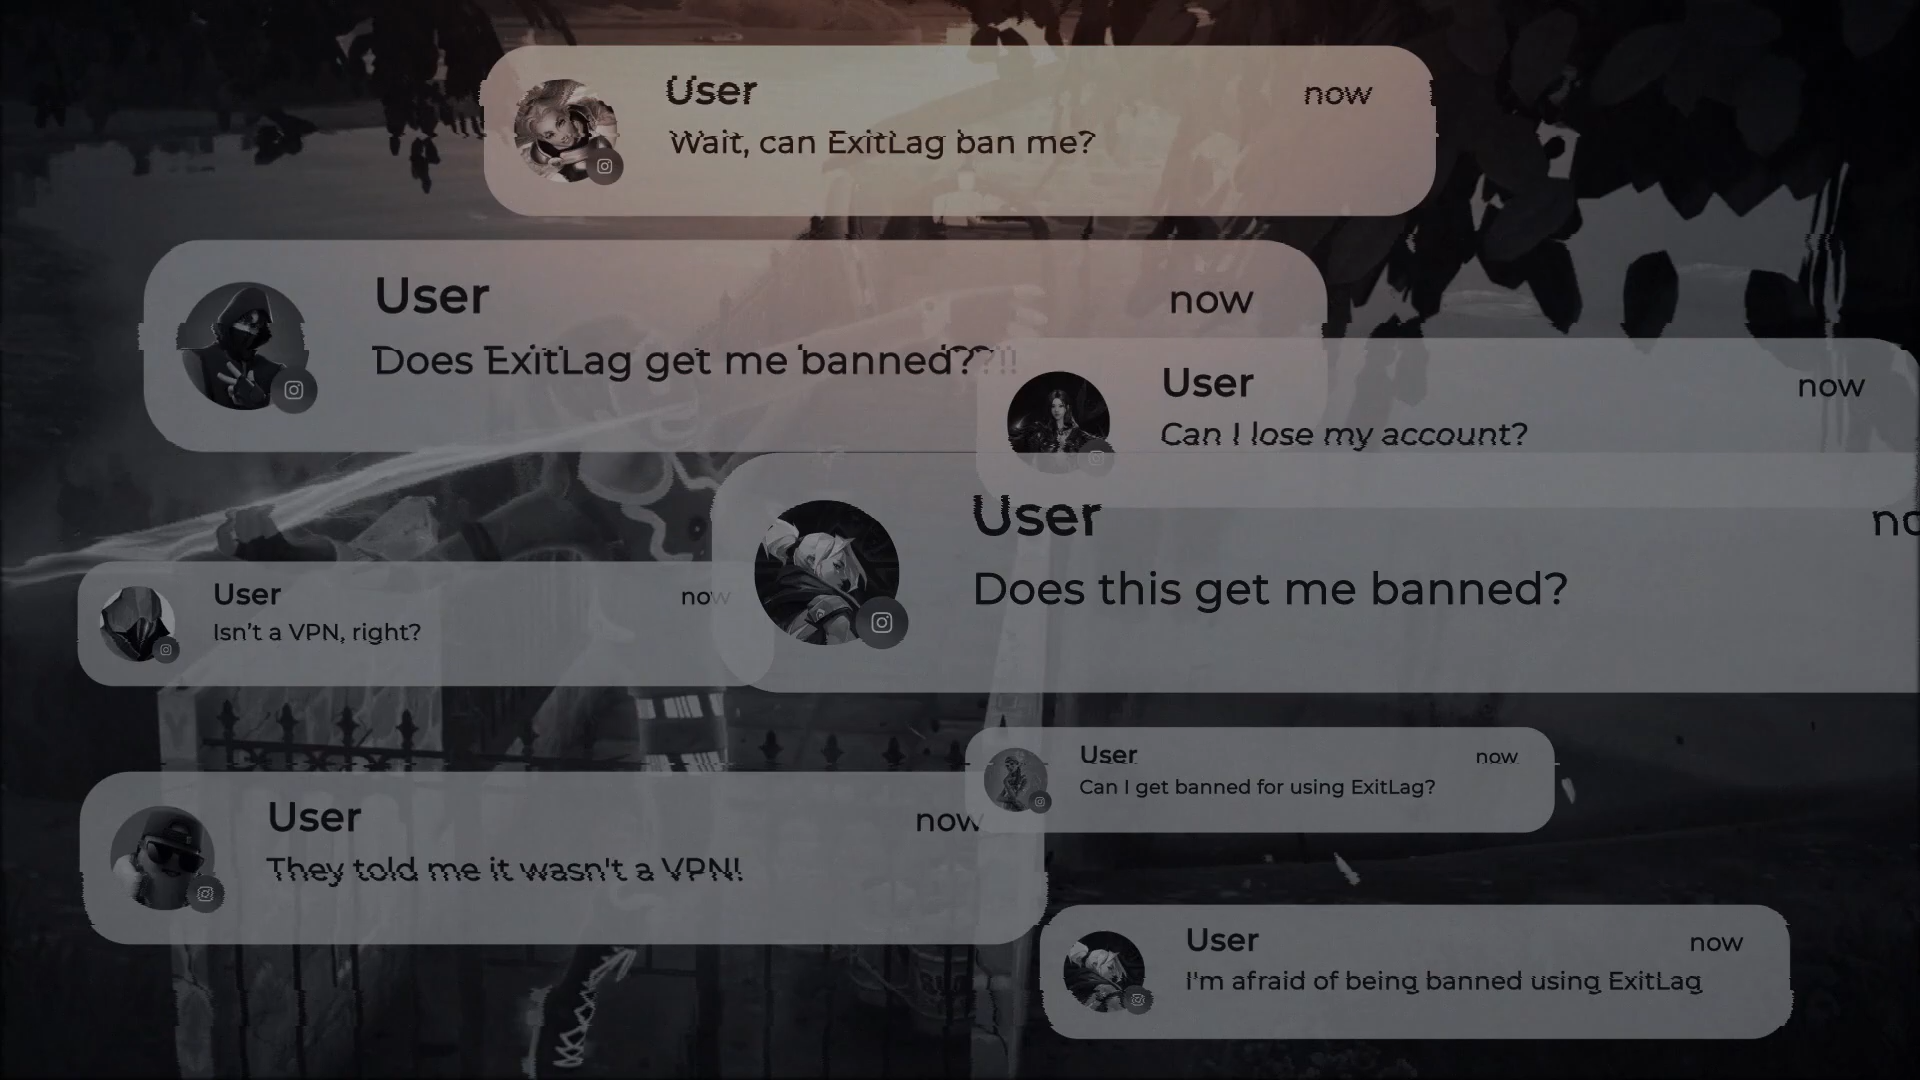 User
now
Wait, can ExitLag ban me?
User
now
Does ExitLag get me banned??!!
User
now
Can I lose my account?
User
Does this get me banned?
User
now
Isn't a VPN, right?
User
now
Can I get banned for using ExitLag?
User
now
They told me it wasn't a VPN!
User
now
I'm afraid of being banned using ExitLag